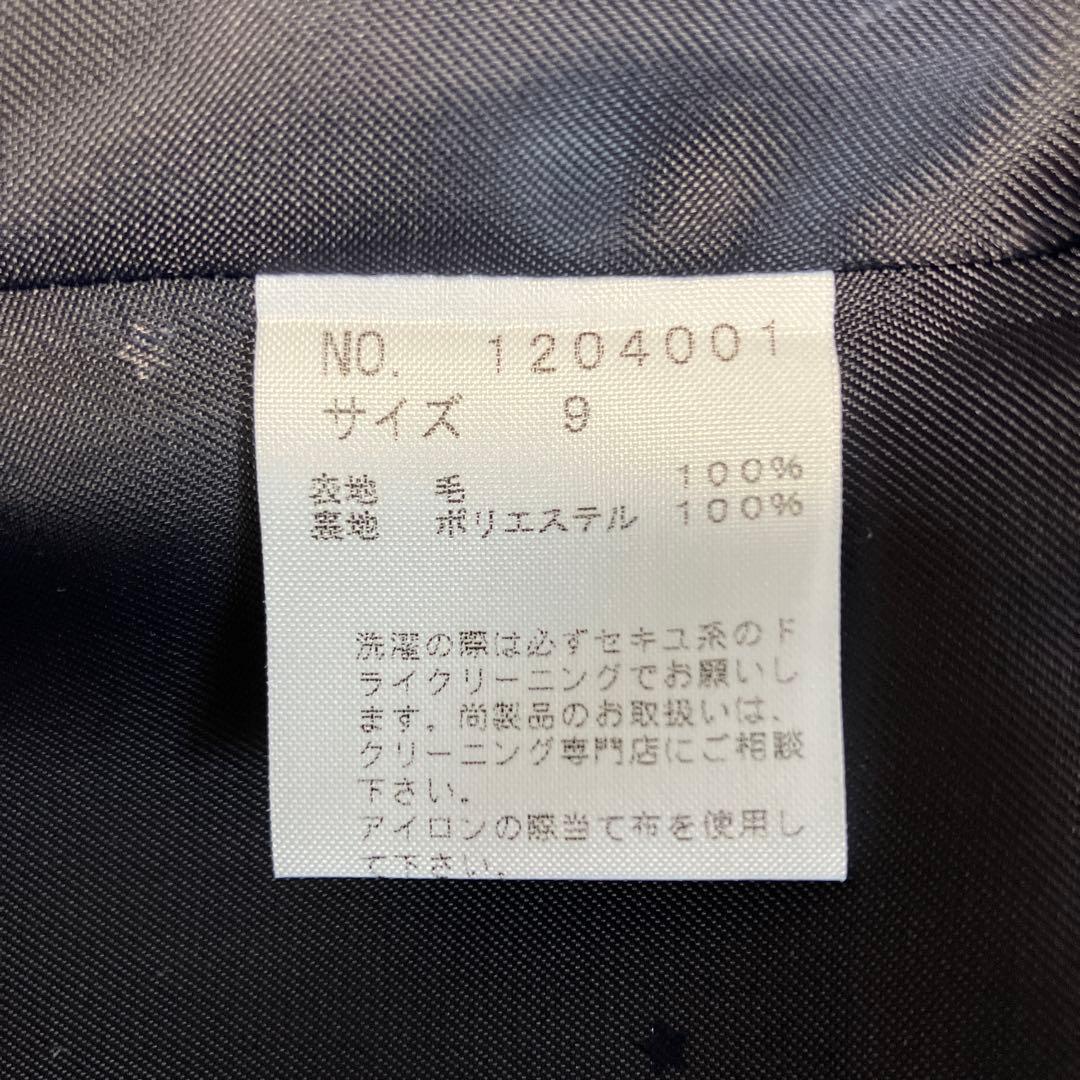 NO. 1204001
サイズ 9
表地 毛 100%
裏地 ポリエステル 100%
洗濯の際は必ずセキユ系のド
ライクリーニングでお願いし
ます。尚製品のお取扱いは、
クリーニング専門店にご相談
下さい。
アイロンの際当て布を使用し
て下さい。